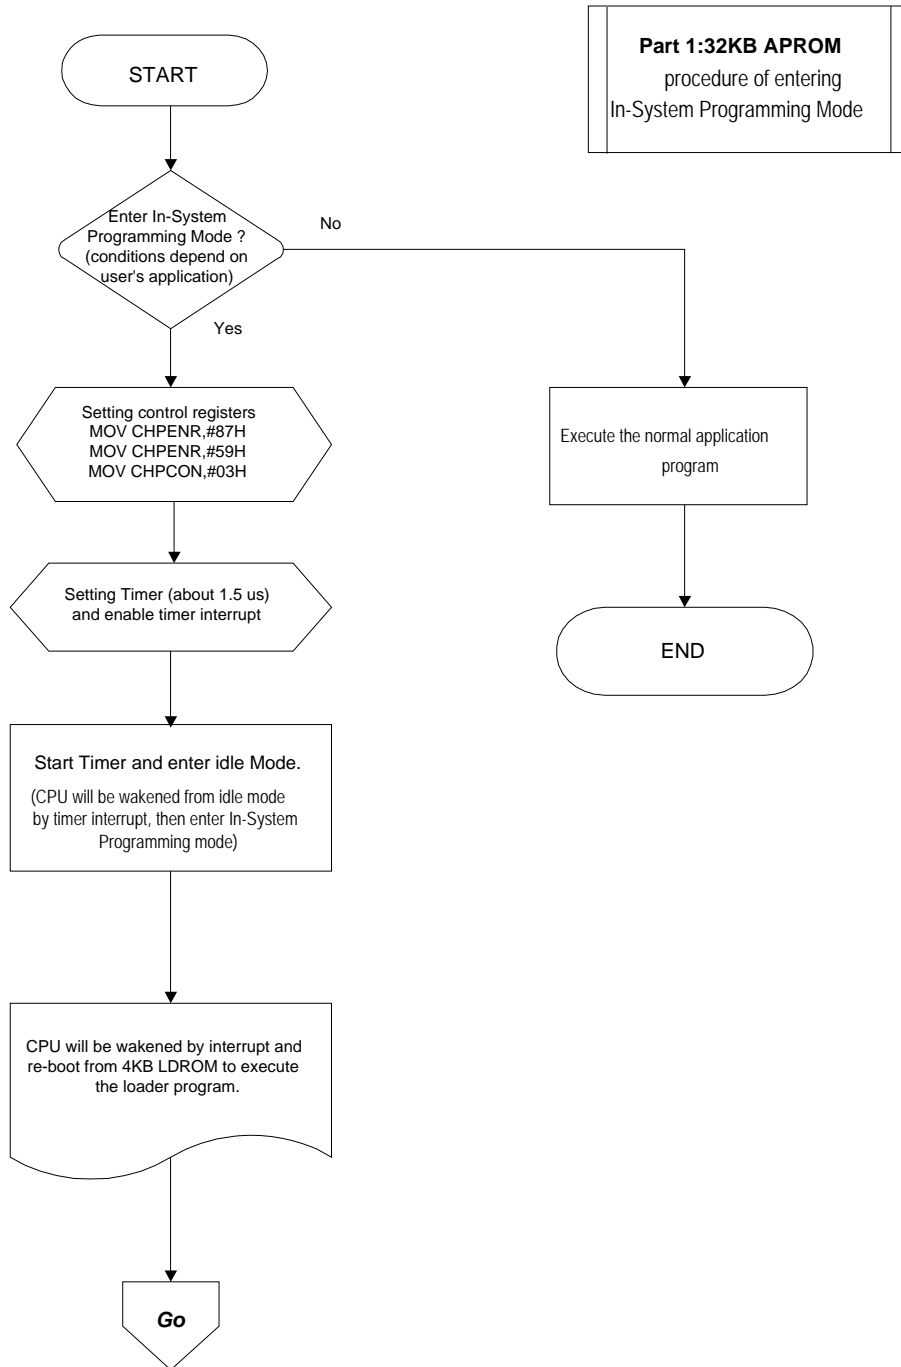 Part 1:32KB APROM
procedure of entering
In-System Programming Mode
START
Enter In-System
Programming Mode ?
(conditions depend on
user's application)
No
Yes
Setting control registers
MOV CHPENR,#87H
MOV CHPENR,#59H
MOV CHPCON,#03H
Execute the normal application
program
Setting Timer (about 1.5 us)
and enable timer interrupt
END
Start Timer and enter idle Mode.
(CPU will be wakened from idle mode
by timer interrupt, then enter In-System
Programming mode)
CPU will be wakened by interrupt and
re-boot from 4KB LDROM to execute
the loader program.
Go